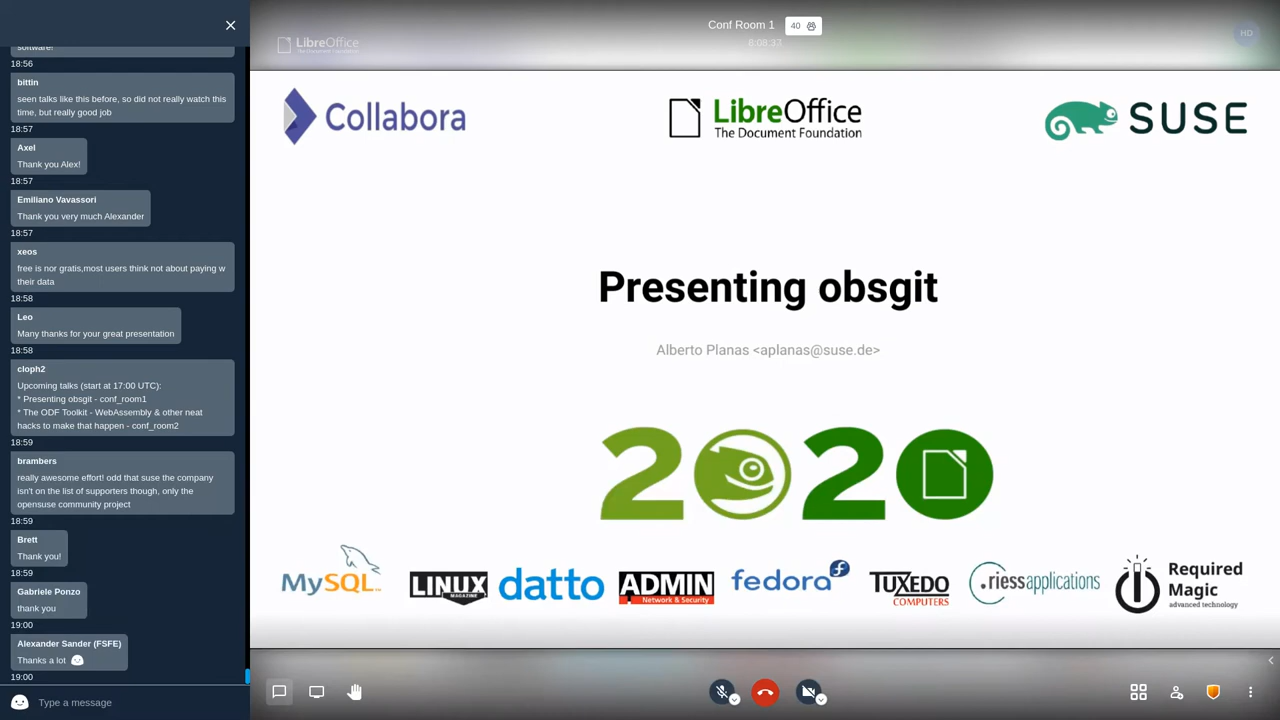 software!
18:56
bittin
seen talks like this before, so did not really watch this
time, but really good job
18:57
Axel
Thank you Alex!
18:57
Emiliano Vavassori
Thank you very much Alexander
18:57
xeos
free is nor gratis,most users think not about paying w
their data
18:58
Leo
Many thanks for your great presentation
18:58
cloph2
Upcoming talks (start at 17:00 UTC):
* Presenting obsgit - conf_room1
* The ODF Toolkit - WebAssembly & other neat
hacks to make that happen - conf_room2
18:59
brambers
really awesome effort! odd that suse the company
isn't on the list of supporters though, only the
opensuse community project
18:59
Brett
Thank you!
18:59
Gabriele Ponzo
thank you
19:00
Alexander Sander (FSFE)
Thanks a lot
19:00
Type a message
Conf Room 1 40
8:08:37
HD
LibreOffice
The Document Foundation
Collabora
LibreOffice
The Document Foundation
SUSE
Presenting obsgit
Alberto Planas <aplanas@suse.de>
2020
MySQL
LINUX
MAGAZINE
datto
ADMIN
Network & Security
fedora
TUXEDO
COMPUTERS
.riessapplications
Required
Magic
advanced technology